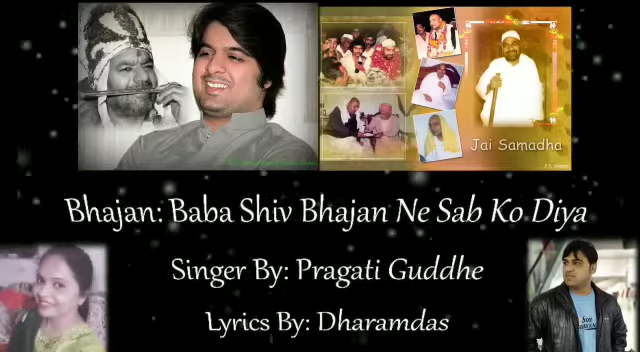 Jai Samadha
Bhajan: Baba Shiv Bhajan Ne Sab Ko Diya
Singer By: Pragati Guddhe
Lyrics By: Dharamdas